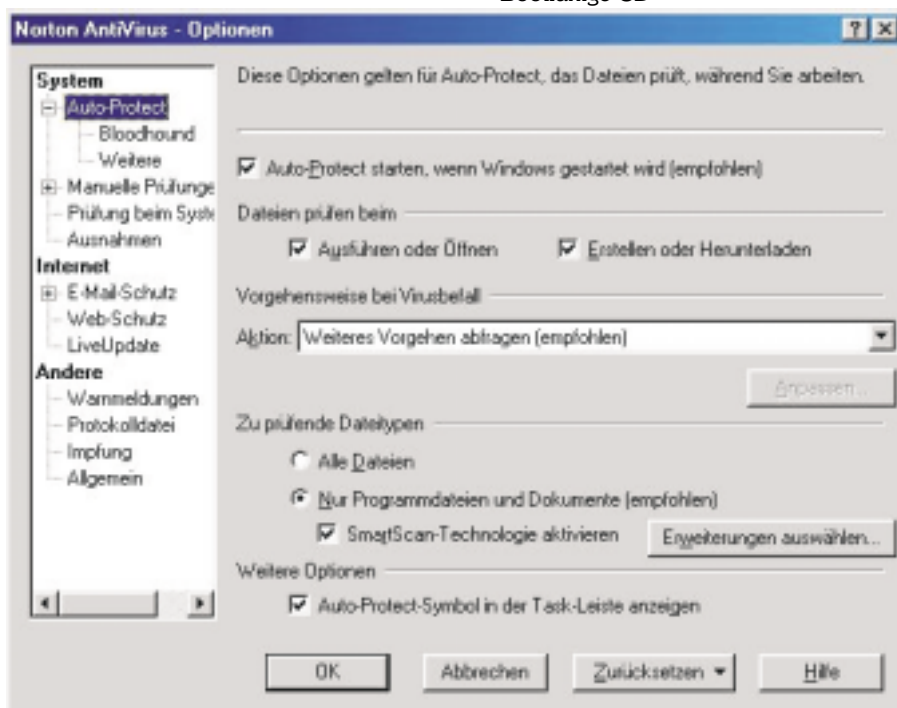 Norton AntiVirus - Optionen
System
Auto-Protect
Bloodhound
Weitere
Manuelle Prüfunge
Prüfung beim Syste
Ausnahmen
Internet
E-Mail-Schutz
Web-Schutz
LiveUpdate
Andere
Warnmeldungen
Protokolldatei
Impfung
Allgemein
Diese Optionen gelten für Auto-Protect, das Dateien prüft, während Sie arbeiten.
Auto-Protect starten, wenn Windows gestartet wird (empfohlen)
Dateien prüfen beim
Ausführen oder Öffnen
Erstellen oder Herunterladen
Vorgehensweise bei Virusbefall
Aktion: Weiteres Vorgehen abfragen (empfohlen)
Anpassen...
Zu prüfende Dateitypen
Alle Dateien
Nur Programmdateien und Dokumente (empfohlen)
SmartScan-Technologie aktivieren
Erweiterungen auswählen...
Weitere Optionen
Auto-Protect-Symbol in der Task-Leiste anzeigen
OK
Abbrechen
Zurücksetzen
Hilfe